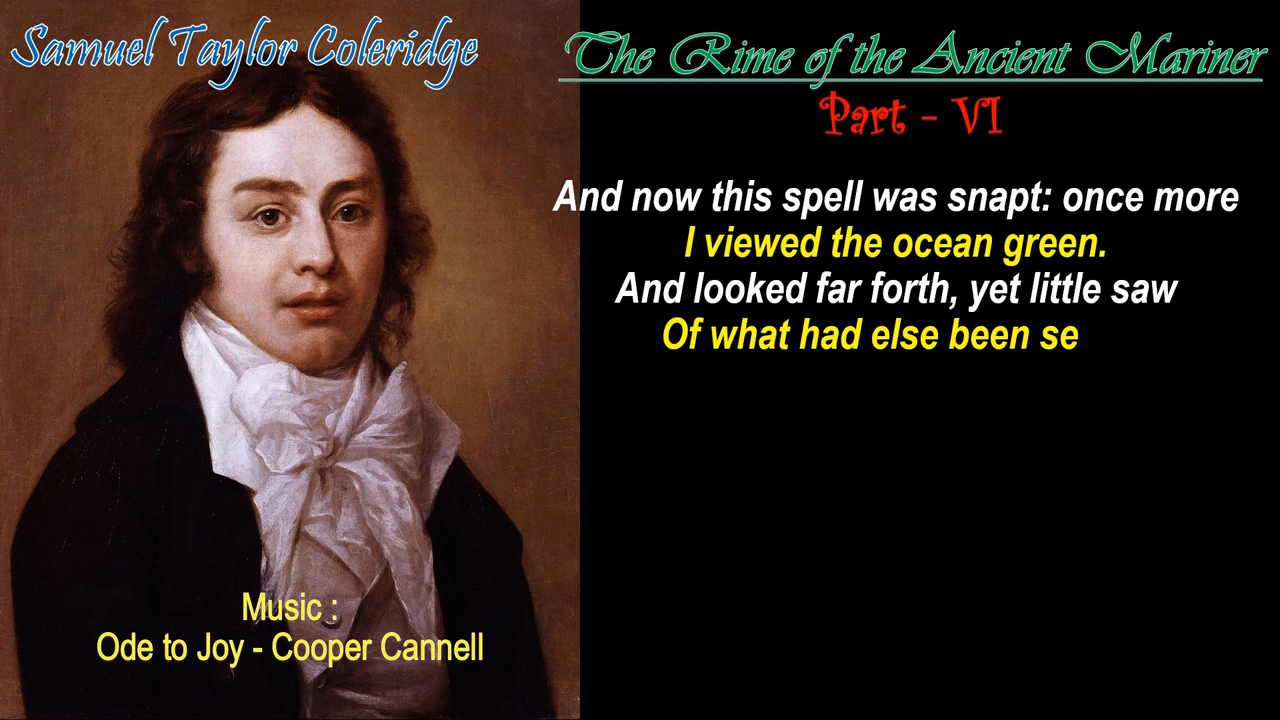 Samuel Taylor Coleridge
The Rime of the Ancient Mariner
Part - VI
And now this spell was snapt: once more
I viewed the ocean green.
And looked far forth, yet little saw
Of what had else been se
Music :
Ode to Joy - Cooper Cannell